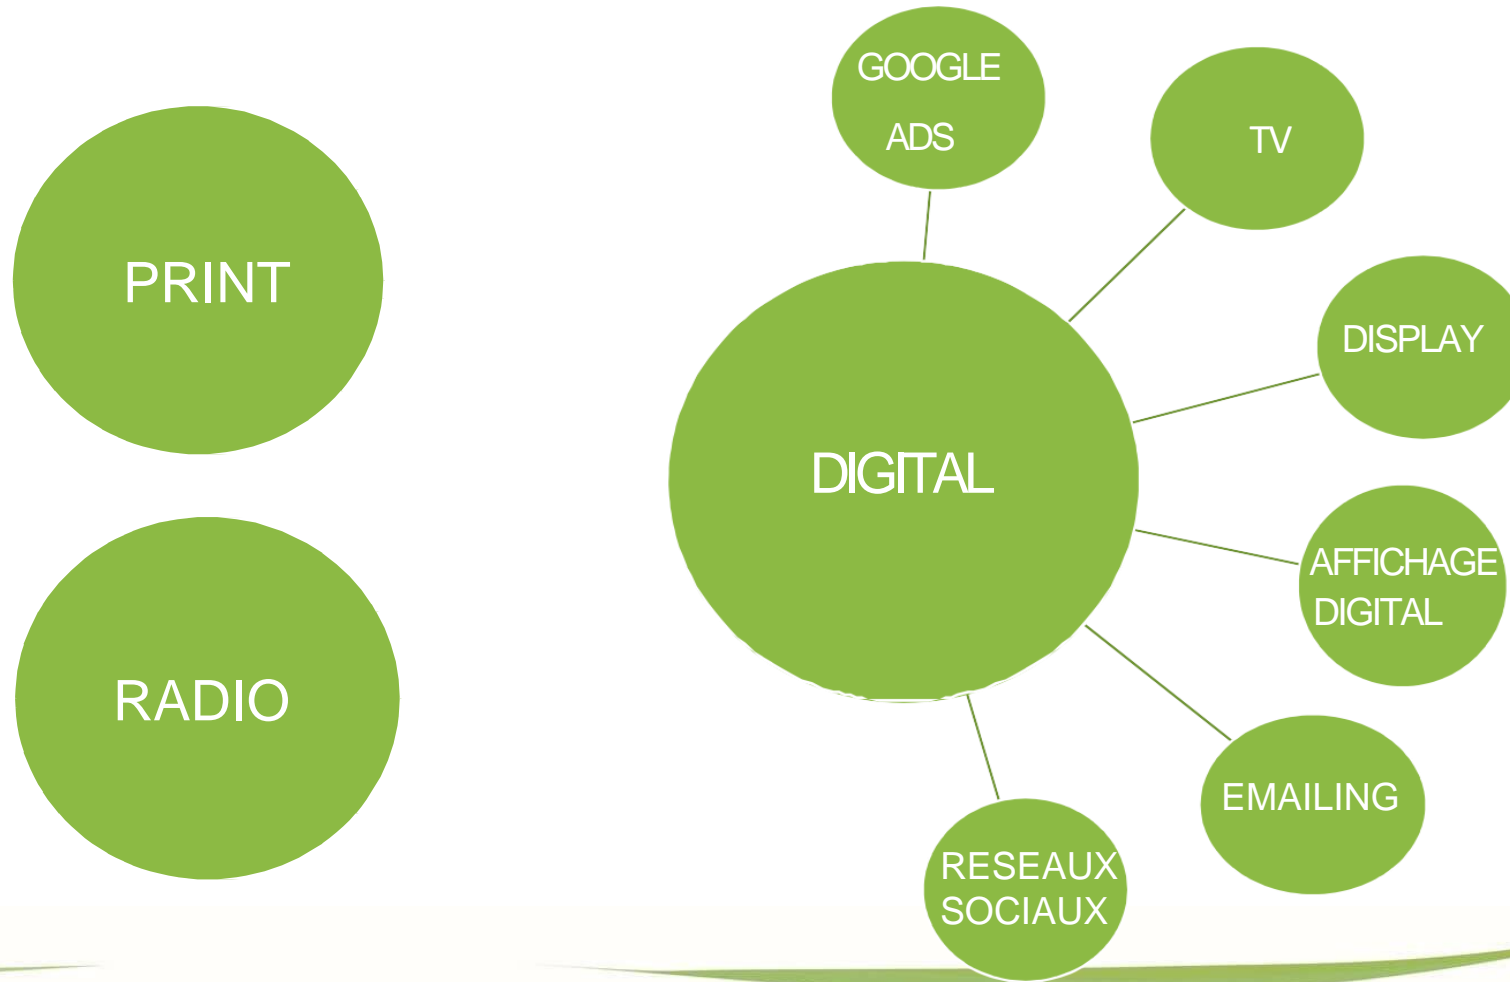 PRINT
RADIO
DIGITAL
GOOGLE
ADS
TV
DISPLAY
AFFICHAGE
DIGITAL
EMAILING
RESEAUX
SOCIAUX